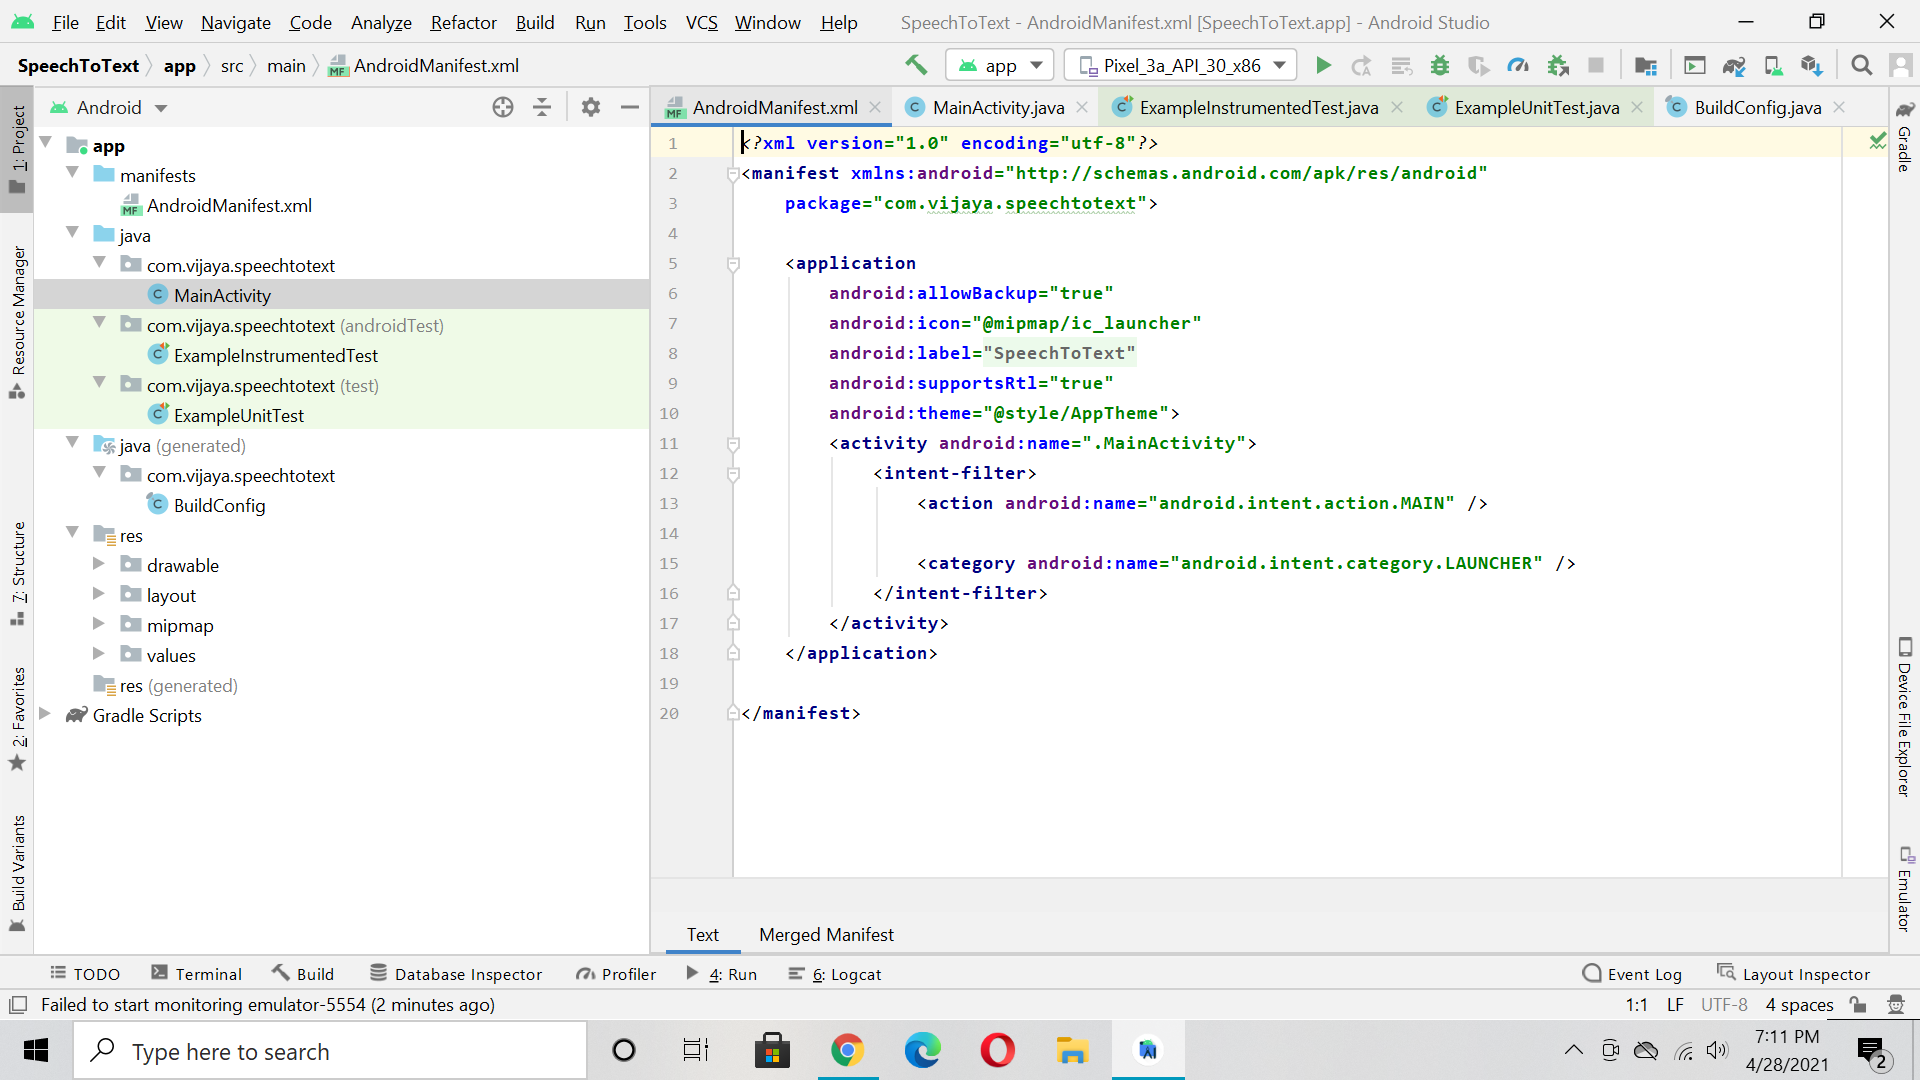 File Edit View Navigate Code Analyze Refactor Build Run Tools VCS Window Help SpeechToText - AndroidManifest.xml [SpeechToText.app] - Android Studio
SpeechToText app src main AndroidManifest.xml app Pixel_3a_API_30_x86
Android
AndroidManifest.xml MainActivity.java ExampleInstrumentedTest.java ExampleUnitTest.java BuildConfig.java
1: Project
Resource Manager
7: Structure
2: Favorites
Build Variants
app
manifests
AndroidManifest.xml
java
com.vijaya.speechtotext
MainActivity
com.vijaya.speechtotext (androidTest)
ExampleInstrumentedTest
com.vijaya.speechtotext (test)
ExampleUnitTest
java (generated)
com.vijaya.speechtotext
BuildConfig
res
drawable
layout
mipmap
values
res (generated)
Gradle Scripts
1 <?xml version="1.0" encoding="utf-8"?>
2 <manifest xmlns:android="http://schemas.android.com/apk/res/android"
3 package="com.vijaya.speechtotext">
4
5 <application
6 android:allowBackup="true"
7 android:icon="@mipmap/ic_launcher"
8 android:label="SpeechToText"
9 android:supportsRtl="true"
10 android:theme="@style/AppTheme">
11 <activity android:name=".MainActivity">
12 <intent-filter>
13 <action android:name="android.intent.action.MAIN" />
14
15 <category android:name="android.intent.category.LAUNCHER" />
16 </intent-filter>
17 </activity>
18 </application>
19
20 </manifest>
Gradle
Device File Explorer
Emulator
Text Merged Manifest
TODO Terminal Build Database Inspector Profiler 4: Run 6: Logcat Event Log Layout Inspector
Failed to start monitoring emulator-5554 (2 minutes ago) 1:1 LF UTF-8 4 spaces
Type here to search
7:11 PM
4/28/2021
2